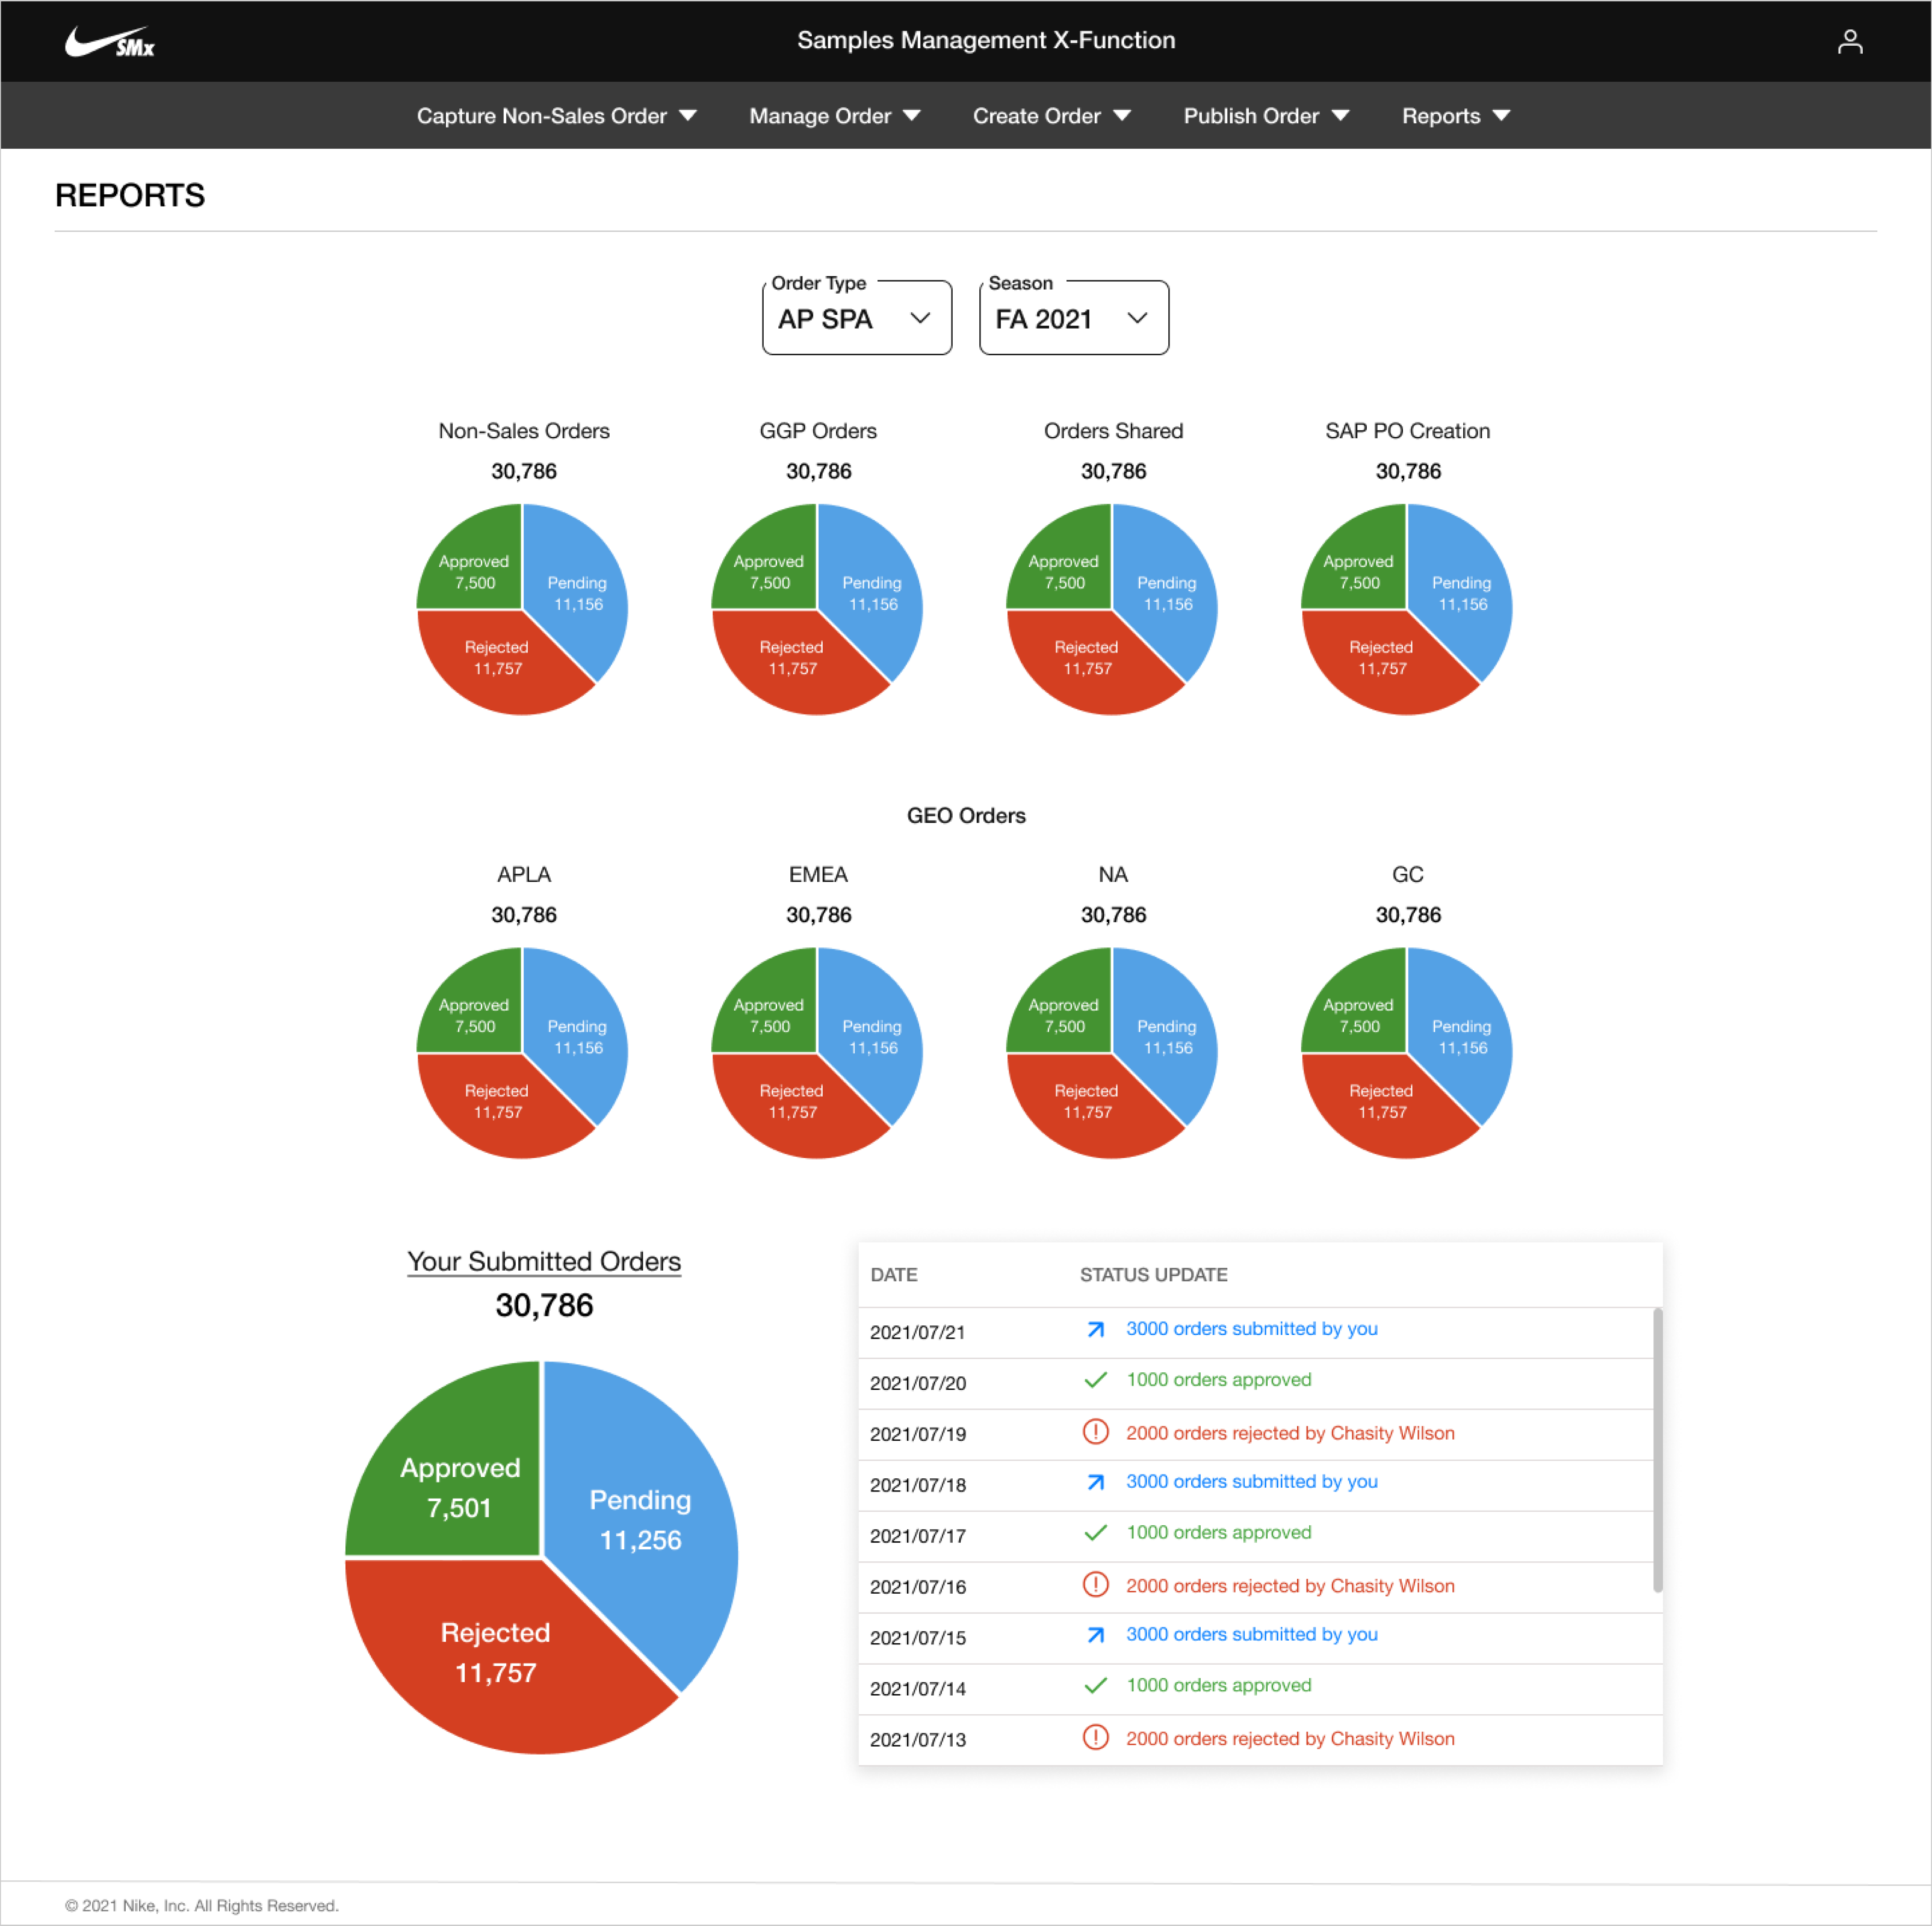 SMx
Samples Management X-Function
Capture Non-Sales Order Manage Order Create Order Publish Order Reports
REPORTS
Order Type Season
AP SPA FA 2021
Non-Sales Orders GGP Orders Orders Shared SAP PO Creation
30,786 30,786 30,786 30,786
Approved
7,500
Pending
11,156
Rejected
11,757
Approved
7,500
Pending
11,156
Rejected
11,757
Approved
7,500
Pending
11,156
Rejected
11,757
Approved
7,500
Pending
11,156
Rejected
11,757
GEO Orders
APLA EMEA NA GC
30,786 30,786 30,786 30,786
Approved
7,500
Pending
11,156
Rejected
11,757
Approved
7,500
Pending
11,156
Rejected
11,757
Approved
7,500
Pending
11,156
Rejected
11,757
Approved
7,500
Pending
11,156
Rejected
11,757
Your Submitted Orders
30,786
Approved
7,501
Pending
11,256
Rejected
11,757
DATE STATUS UPDATE
2021/07/21 3000 orders submitted by you
2021/07/20 1000 orders approved
2021/07/19 2000 orders rejected by Chasity Wilson
2021/07/18 3000 orders submitted by you
2021/07/17 1000 orders approved
2021/07/16 2000 orders rejected by Chasity Wilson
2021/07/15 3000 orders submitted by you
2021/07/14 1000 orders approved
2021/07/13 2000 orders rejected by Chasity Wilson
© 2021 Nike, Inc. All Rights Reserved.